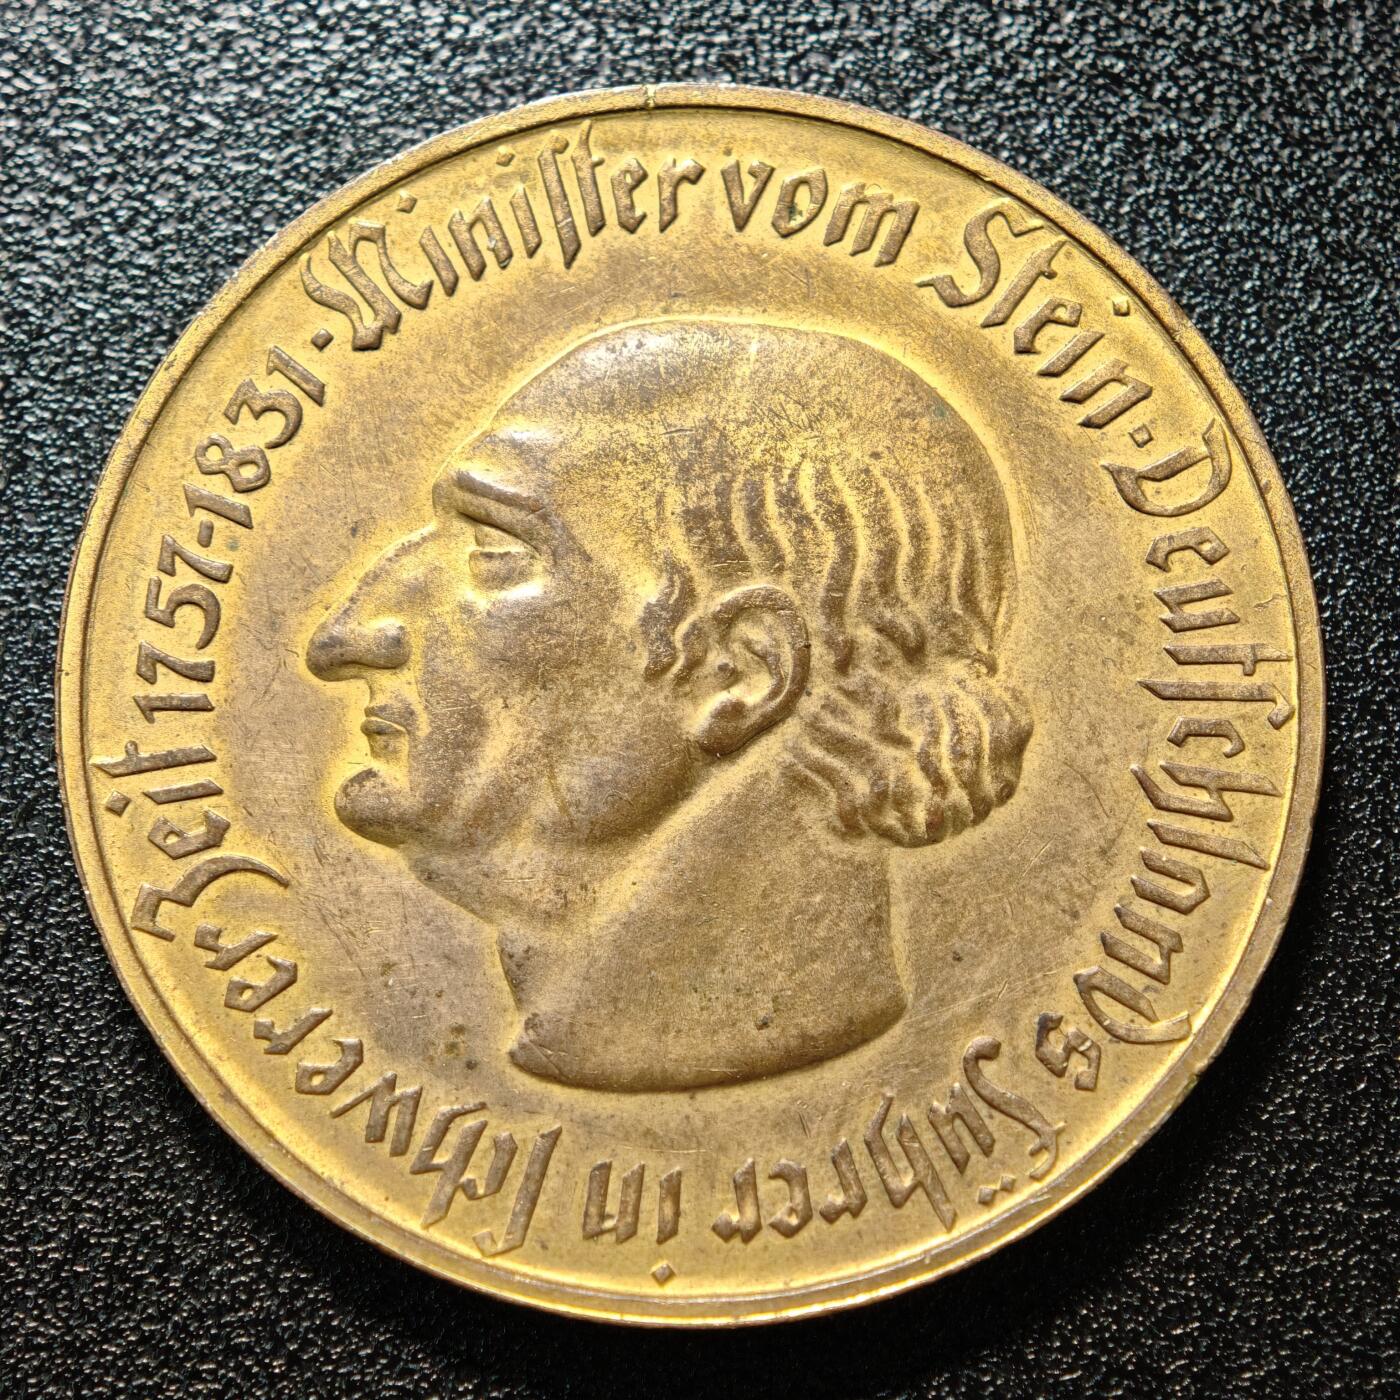 Minister vom Stein · Deutschlands Führer in schwerer Zeit 1757-1831 ·